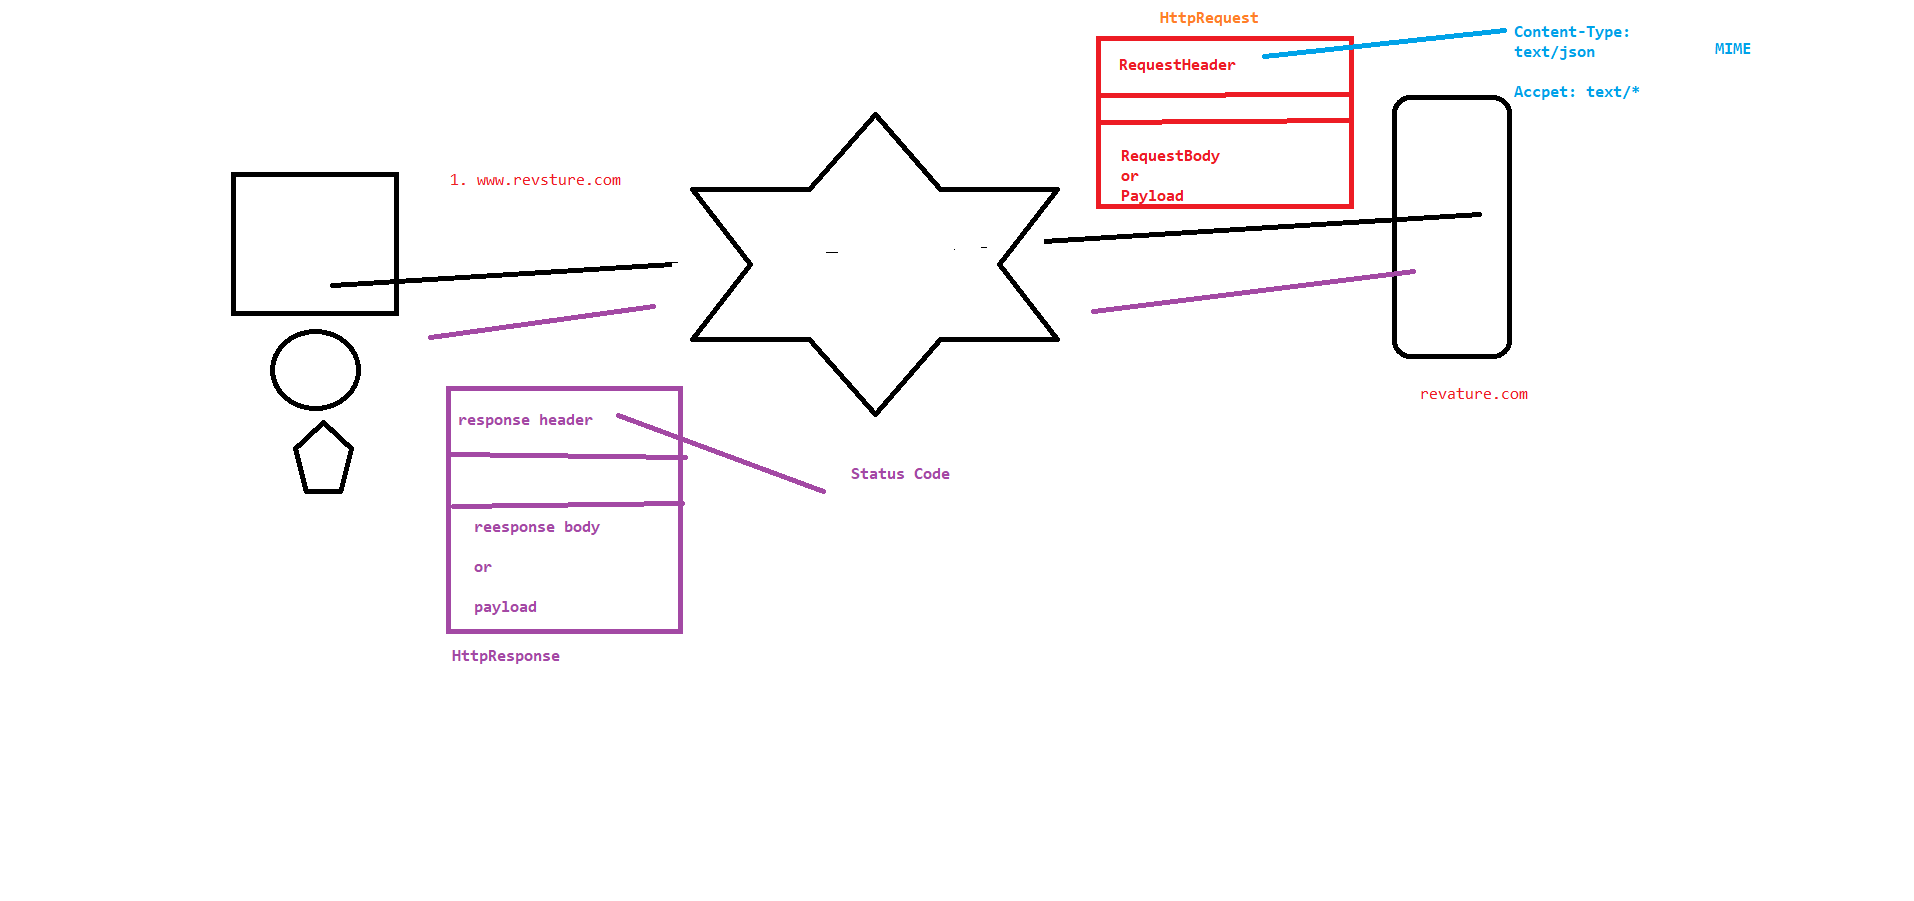 HttpRequest
Content-Type:
text/json
MIME
RequestHeader
Accpet: text/*
RequestBody
or
Payload
1. www.revsture.com
revature.com
response header
Status Code
reesponse body
or
payload
HttpResponse